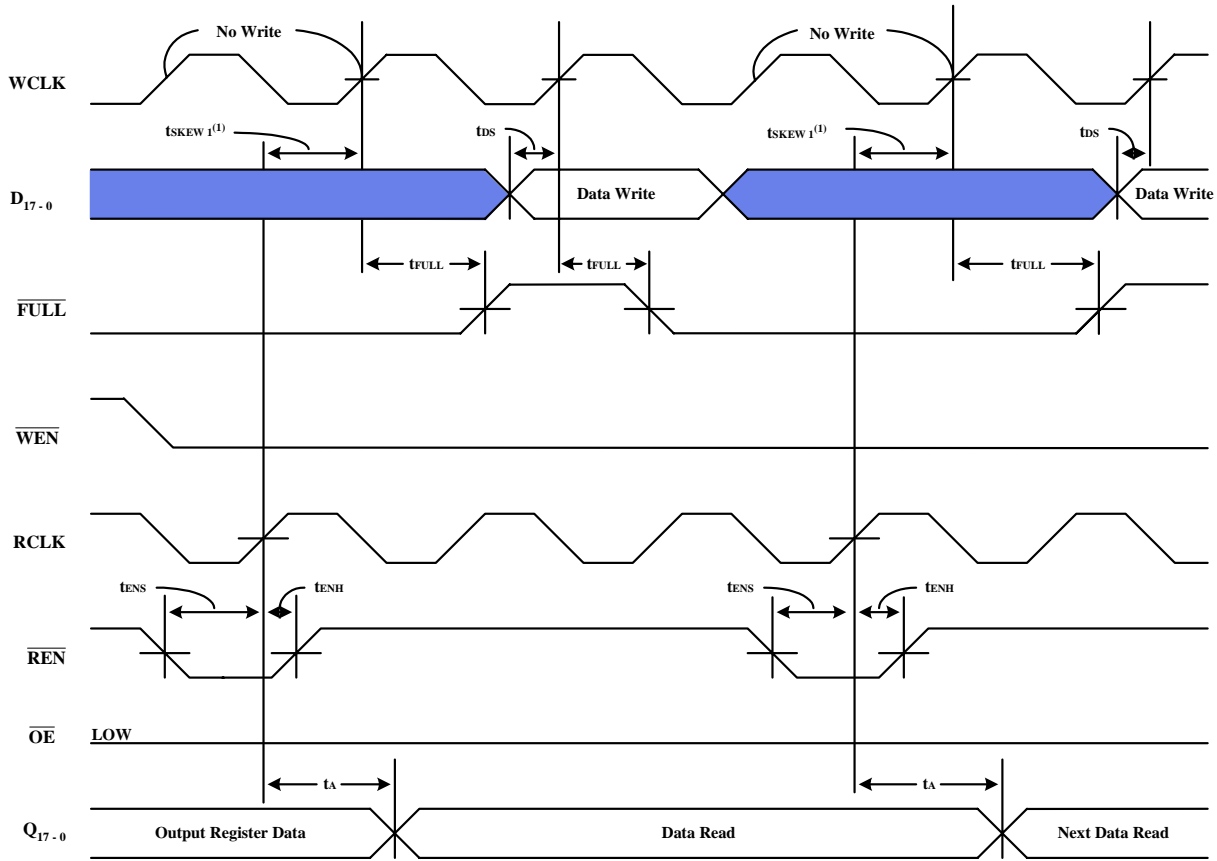 No Write
No Write
WCLK
tSKEW 1(1)
tDS
tSKEW 1(1)
tDS
D17 - 0
Data Write
Data Write
tFULL
tFULL
tFULL
FULL
WEN
RCLK
tENS
tENH
tENS
tENH
REN
OE
LOW
tA
tA
Q17 - 0
Output Register Data
Data Read
Next Data Read